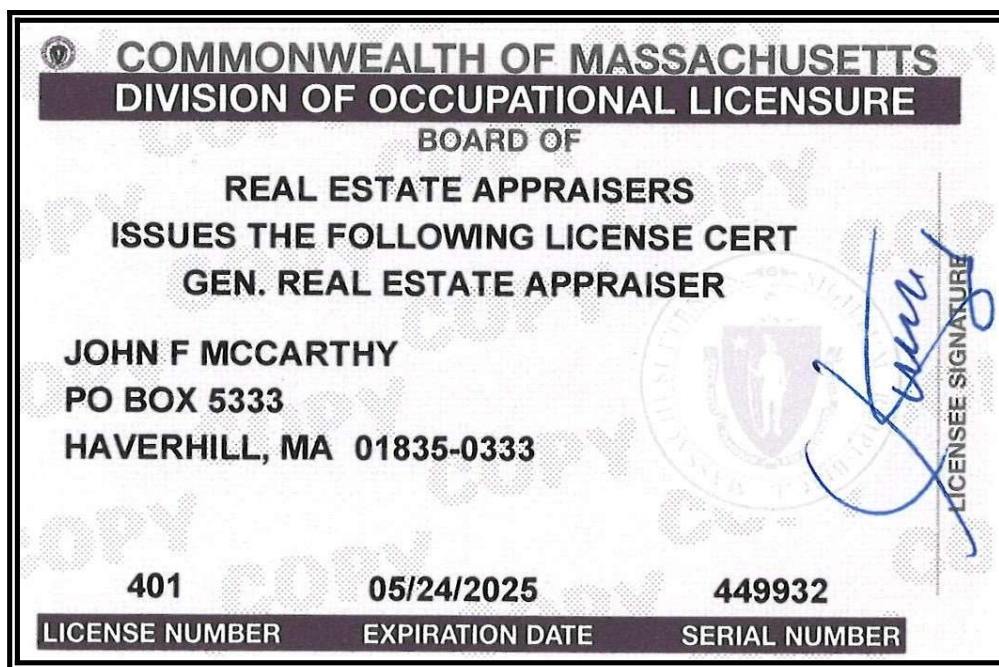 COMMONWEALTH OF MASSACHUSETTS
DIVISION OF OCCUPATIONAL LICENSURE
BOARD OF
REAL ESTATE APPRAISERS
ISSUES THE FOLLOWING LICENSE CERT
GEN. REAL ESTATE APPRAISER
JOHN F MCCARTHY
PO BOX 5333
HAVERHILL, MA 01835-0333
LICENSEE SIGNATURE
401 05/24/2025 449932
LICENSE NUMBER EXPIRATION DATE SERIAL NUMBER
COPY